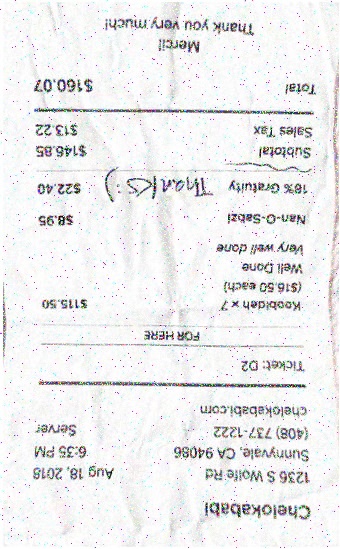 Chelokababi
1236 S Wolfe Rd
Sunnyvale, CA 94086
(408) 737-1222
chelokababi.com
Aug 18, 2018
6:35 PM
Server
Ticket: D2
FOR HERE
Koobideh x 7 $115.50
($16.50 each)
Well Done
Very well done
Nan-O-Sabzi $8.95
18% Gratuity $22.40
Thanks :)
Subtotal $146.85
Sales Tax $13.22
Total $160.07
Merci!
Thank you very much!